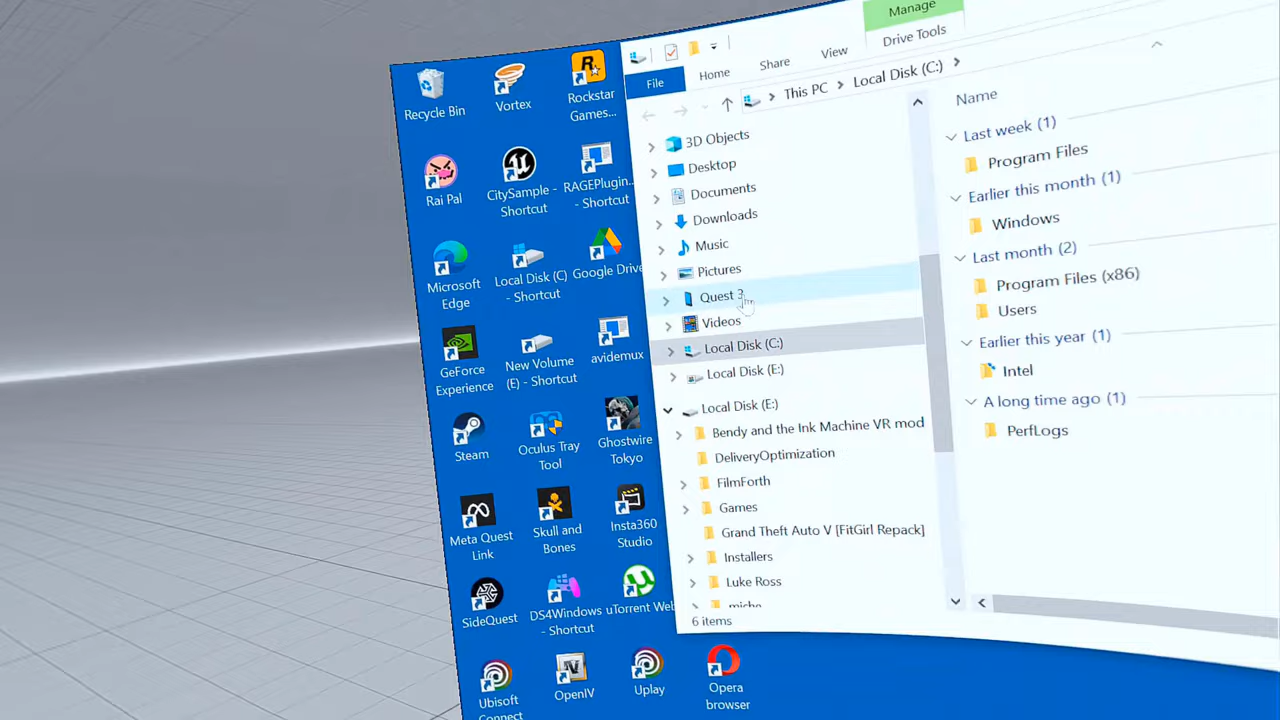 Recycle Bin
Vortex
Rockstar
Games...
Rai Pal
CitySample -
Shortcut
RAGEPlugin...
- Shortcut
Microsoft
Edge
Local Disk (C)
- Shortcut
Google Drive
GeForce
Experience
New Volume
(E) - Shortcut
avidemux
Steam
Oculus Tray
Tool
Ghostwire
Tokyo
Meta Quest
Link
Skull and
Bones
Insta360
Studio
SideQuest
DS4Windows
- Shortcut
uTorrent Web
Ubisoft
Connect
OpenIV
Uplay
Opera
browser
Manage
File
Home
Share
View
Drive Tools
This PC
Local Disk (C:)
3D Objects
Desktop
Documents
Downloads
Music
Pictures
Quest 3
Videos
Local Disk (C:)
Local Disk (E:)
Local Disk (E:)
Bendy and the Ink Machine VR mod
DeliveryOptimization
FilmForth
Games
Grand Theft Auto V [FitGirl Repack]
Installers
Luke Ross
6 items
Name
Last week (1)
Program Files
Earlier this month (1)
Windows
Last month (2)
Program Files (x86)
Users
Earlier this year (1)
Intel
A long time ago (1)
PerfLogs